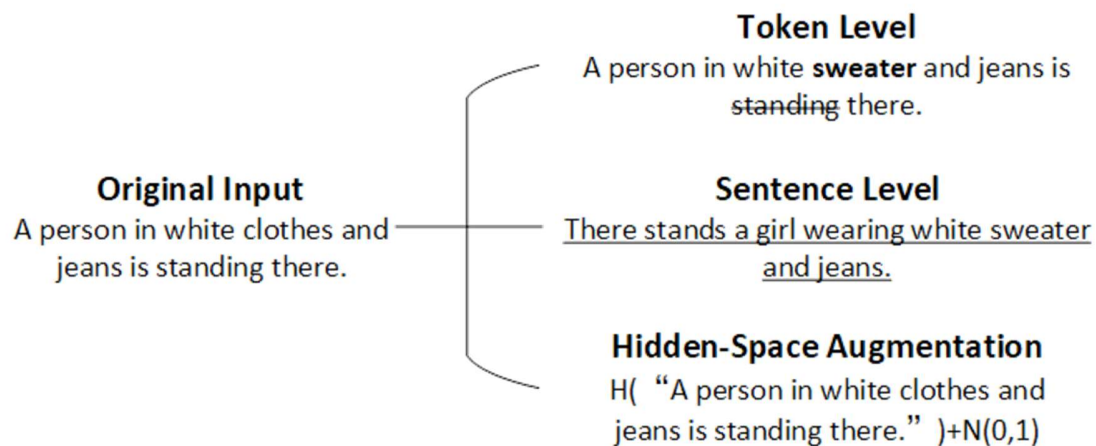 Token Level
A person in white sweater and jeans is
standing there.
Original Input
A person in white clothes and
jeans is standing there.
Sentence Level
There stands a girl wearing white sweater
and jeans.
Hidden-Space Augmentation
H( “A person in white clothes and
jeans is standing there.” )+N(0,1)